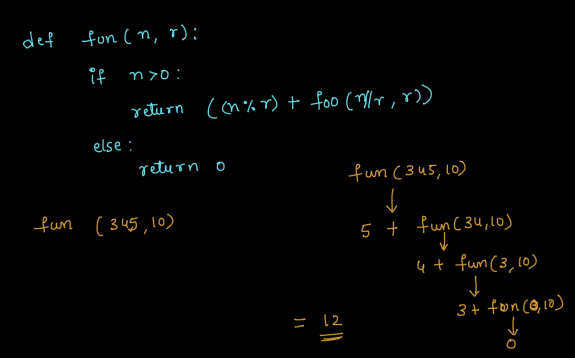 def fun(n, r):
if n>0:
return ((n%r) + foo(n//r, r))
else:
return 0
fun (345,10)
fun(345,10)
5 + fun(34,10)
4 + fun(3,10)
3 + fun(0,10)
0
= 12